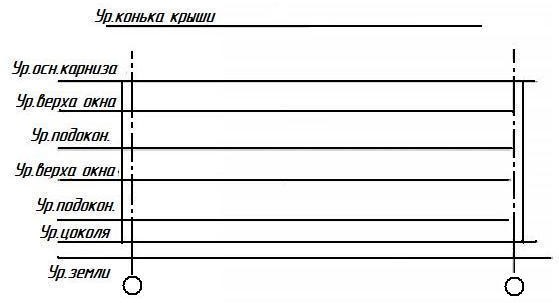 Ур.конька крыши
Ур.осн.карниза
Ур.верха окна
Ур.подокон.
Ур.верха окна
Ур.подокон.
Ур.цоколя
Ур.земли